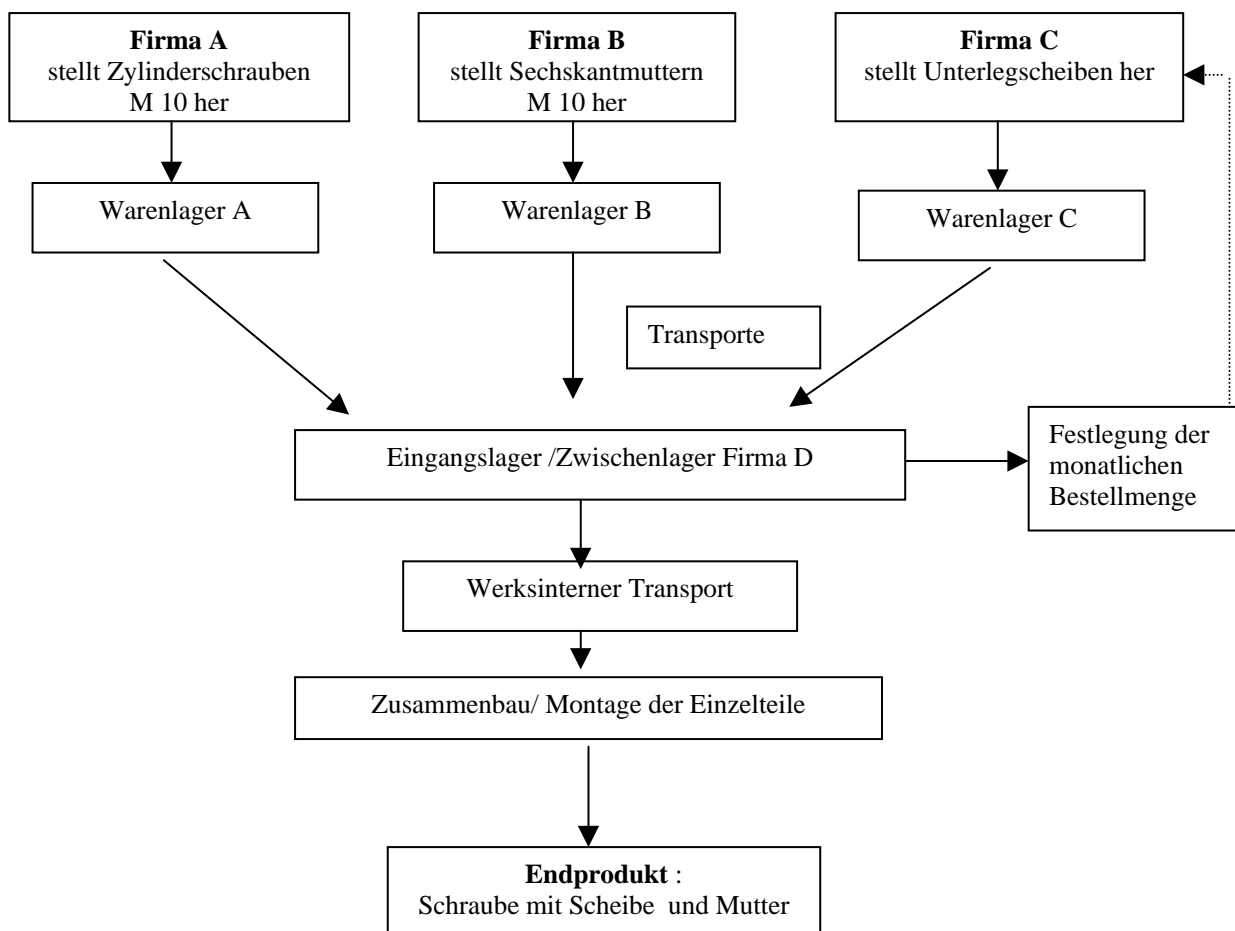 Firma A
stellt Zylinderschrauben
M 10 her
Firma B
stellt Sechskantmuttern
M 10 her
Firma C
stellt Unterlegscheiben her
Warenlager A
Warenlager B
Warenlager C
Transporte
Eingangslager /Zwischenlager Firma D
Festlegung der
monatlichen
Bestellmenge
Werksinterner Transport
Zusammenbau/ Montage der Einzelteile
Endprodukt :
Schraube mit Scheibe und Mutter